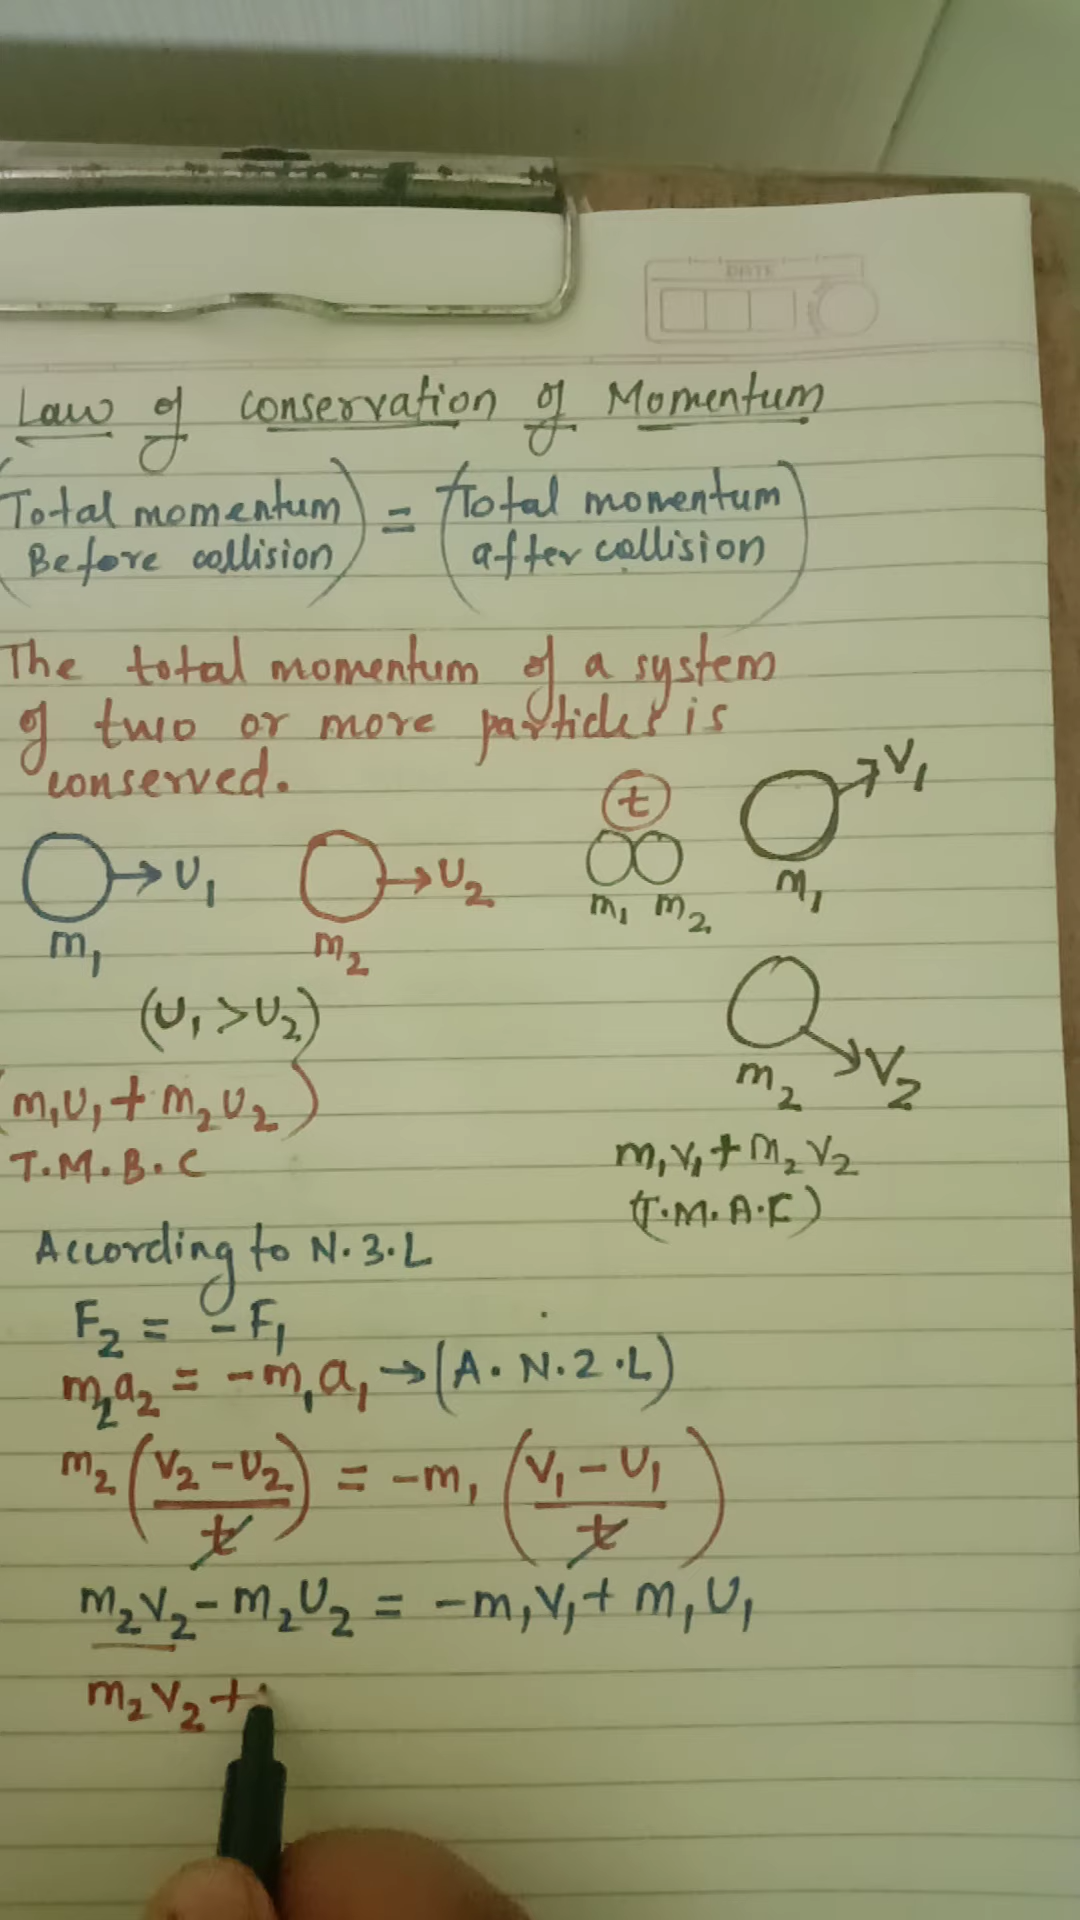 DATE
Law of conservation of Momentum
(Total momentum Before collision) = (Total momentum after collision)
The total momentum of a system
of two or more particles is
conserved.
m₁ → U₁
m₂ → U₂
t
m₁ m₂
m₁ → V₁
(U₁ > U₂)
m₂ → V₂
(m₁U₁ + m₂U₂)
T.M.B.C
m₁v₁ + m₂v₂
(T.M.A.C)
According to N.3.L
F₂ = -F₁
m₂a₂ = -m₁a₁ → (A.N.2.L)
m₂ (V₂ - U₂ / t) = -m₁ (V₁ - U₁ / t)
m₂V₂ - m₂U₂ = -m₁V₁ + m₁U₁
m₂V₂ +